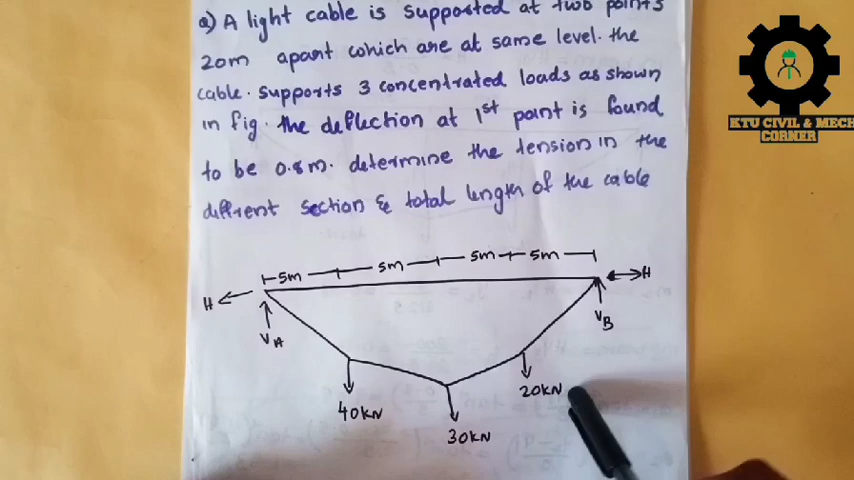 a) A light cable is supported at two points
20m apart which are at same level. the
cable. supports 3 concentrated loads as shown
in fig. the deflection at 1st point is found
to be 0.8m. determine the tension in the
diffrent section & total length of the cable
KTU CIVIL & MECH
CORNER
5m 5m 5m 5m
H H
VA VB
40KN 20KN
30KN